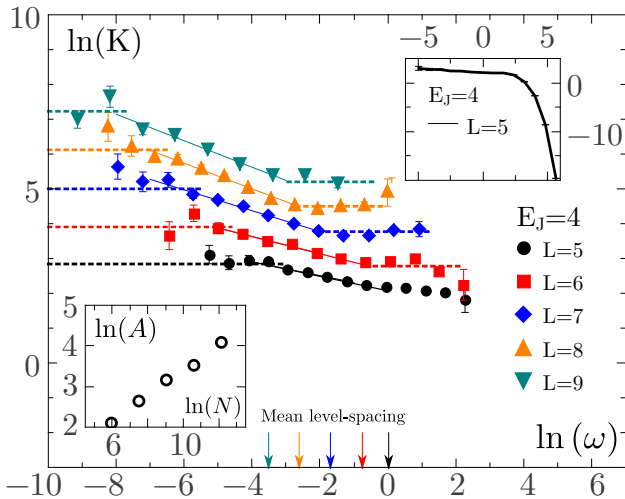 −5 0 5
10
ln(K)
0
E_J=4
L=5
−10
5
E_J=4
L=5
L=6
L=7
L=8
L=9
0
5
4
3
2
ln(A)
ln(N)
6 10
Mean level-spacing
ln (ω)
−10 −8 −6 −4 −2 0 2 4 6